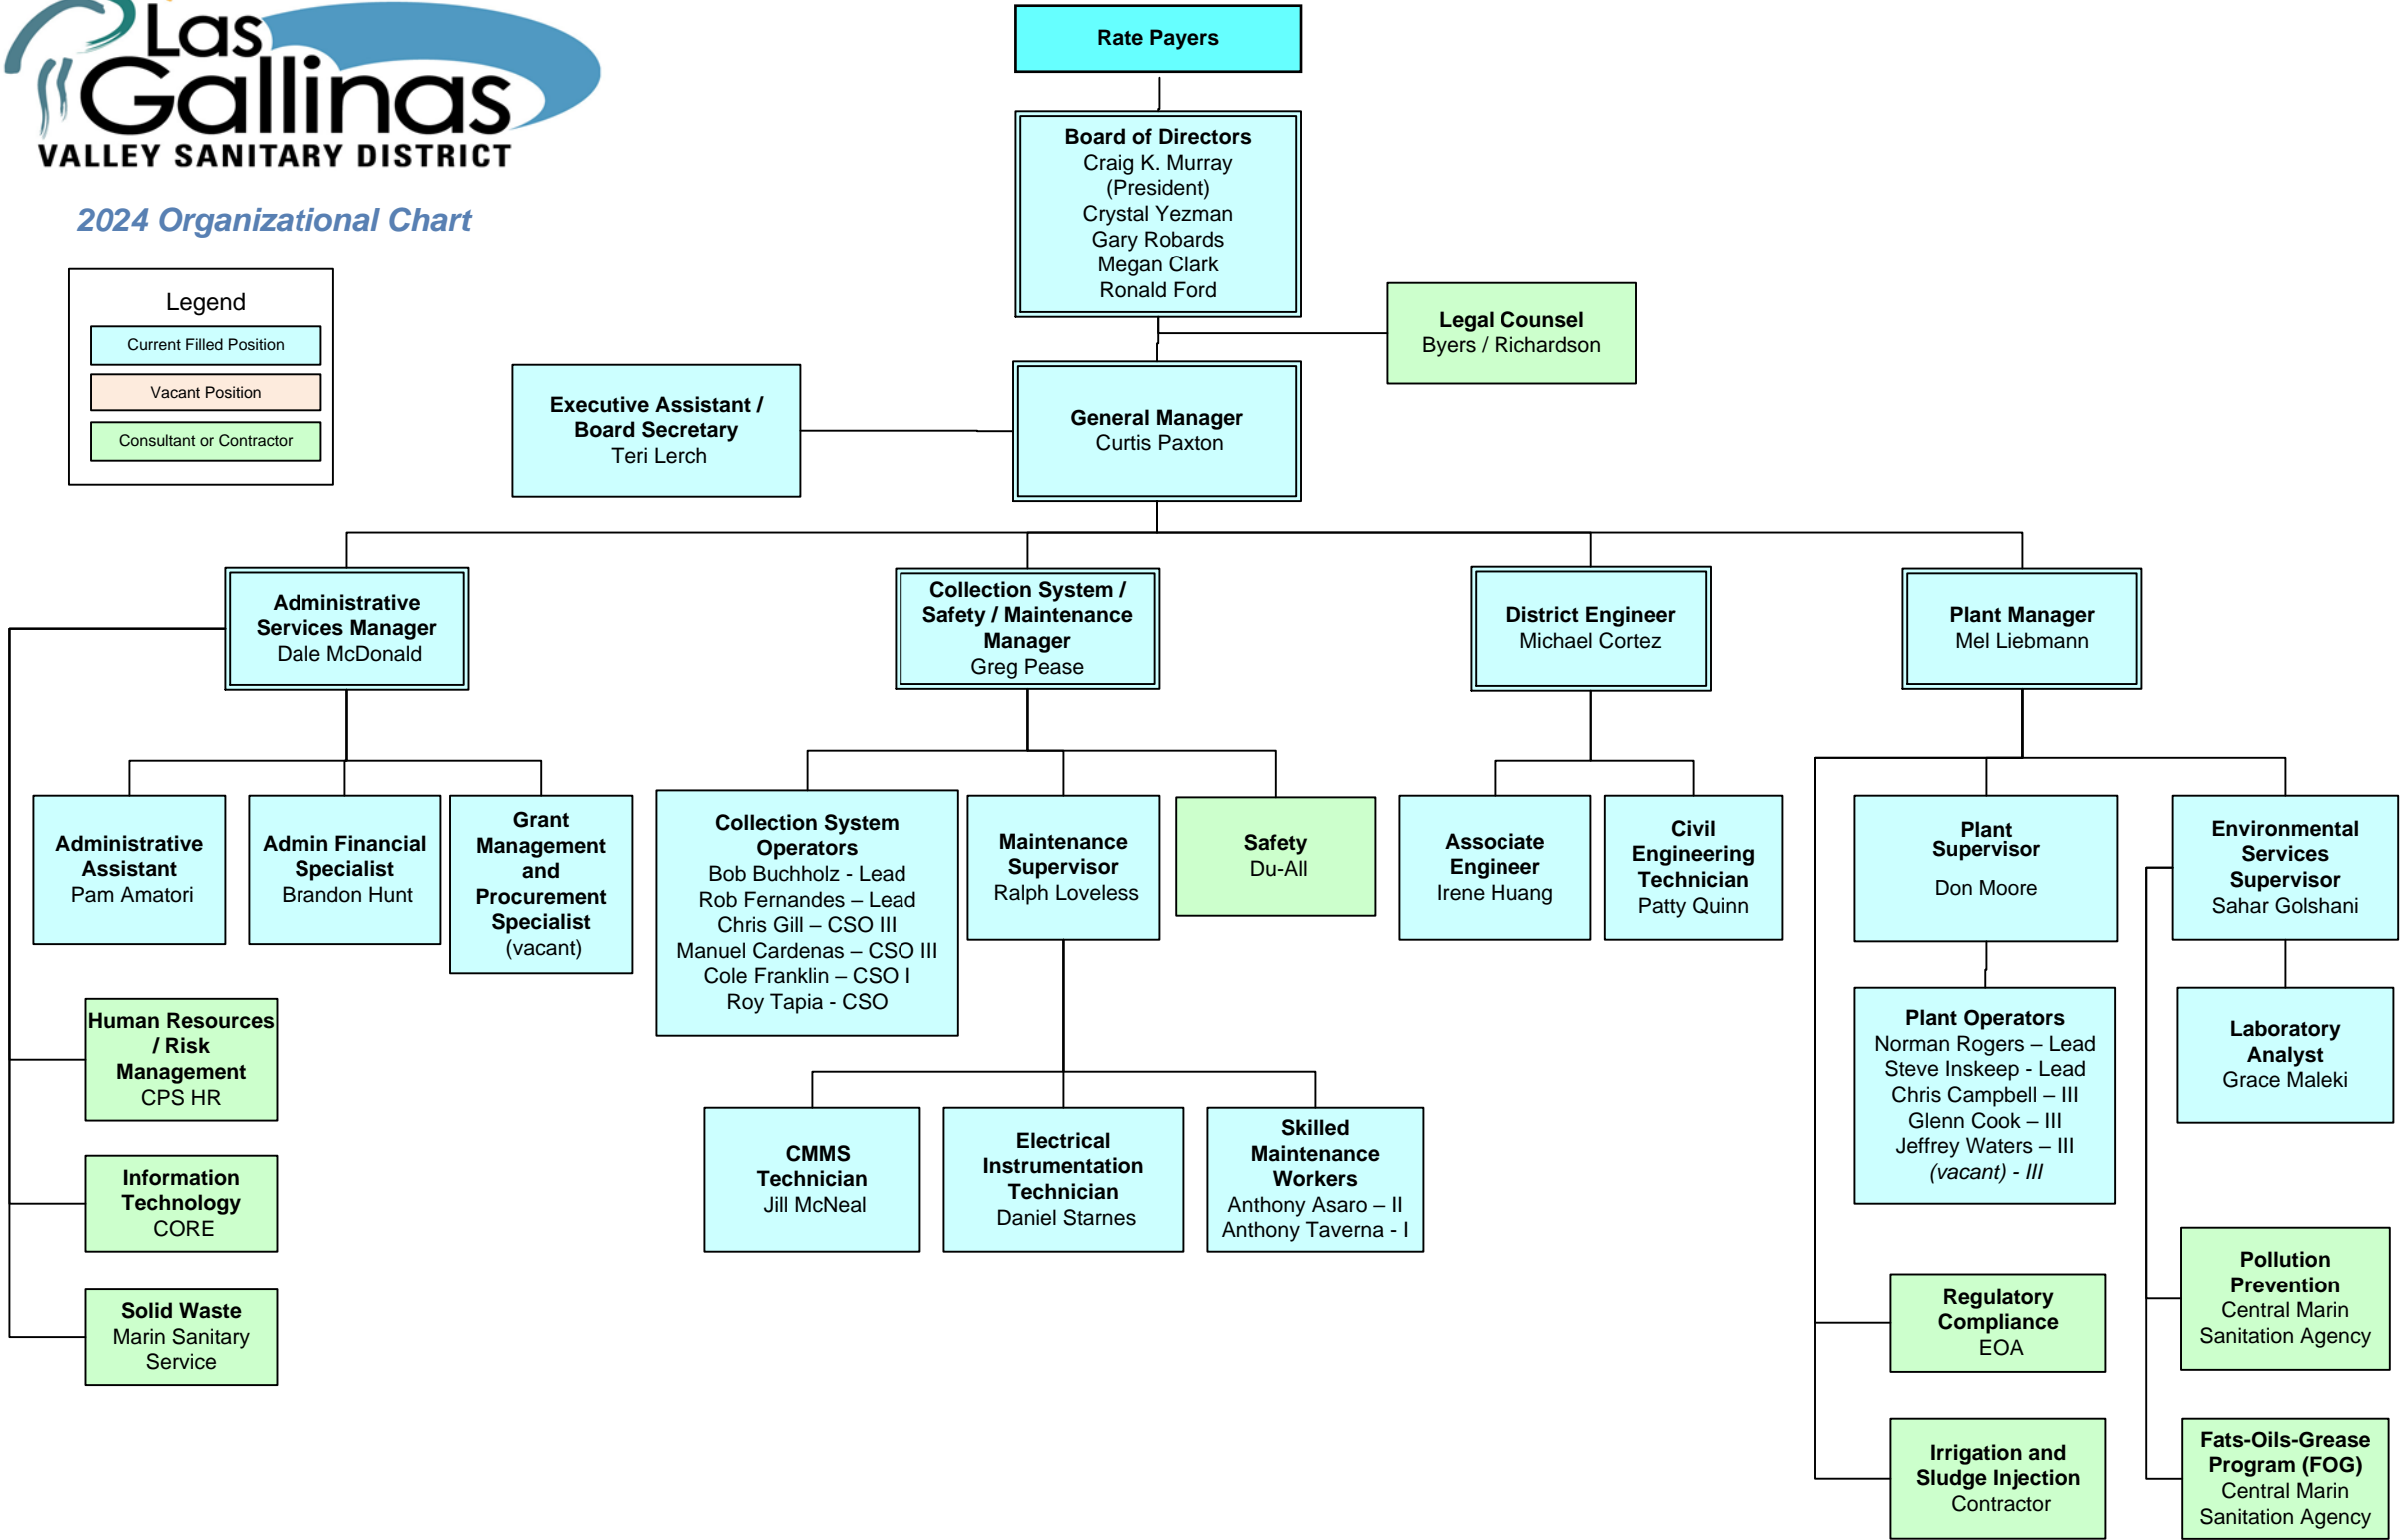 Las
Gallinas
VALLEY SANITARY DISTRICT
2024 Organizational Chart
Legend
Current Filled Position
Vacant Position
Consultant or Contractor
Rate Payers
Board of Directors
Craig K. Murray
(President)
Crystal Yezman
Gary Robards
Megan Clark
Ronald Ford
Legal Counsel
Byers / Richardson
Executive Assistant /
Board Secretary
Teri Lerch
General Manager
Curtis Paxton
Administrative
Services Manager
Dale McDonald
Collection System /
Safety / Maintenance
Manager
Greg Pease
District Engineer
Michael Cortez
Plant Manager
Mel Liebmann
Administrative
Assistant
Pam Amatori
Admin Financial
Specialist
Brandon Hunt
Grant
Management
and
Procurement
Specialist
(vacant)
Collection System
Operators
Bob Buchholz - Lead
Rob Fernandes – Lead
Chris Gill – CSO III
Manuel Cardenas – CSO III
Cole Franklin – CSO I
Roy Tapia - CSO
Maintenance
Supervisor
Ralph Loveless
Safety
Du-All
Associate
Engineer
Irene Huang
Civil
Engineering
Technician
Patty Quinn
Plant
Supervisor
Don Moore
Environmental
Services
Supervisor
Sahar Golshani
Human Resources
/ Risk
Management
CPS HR
Information
Technology
CORE
Solid Waste
Marin Sanitary
Service
CMMS
Technician
Jill McNeal
Electrical
Instrumentation
Technician
Daniel Starnes
Skilled
Maintenance
Workers
Anthony Asaro – II
Anthony Taverna - I
Plant Operators
Norman Rogers – Lead
Steve Inskeep - Lead
Chris Campbell – III
Glenn Cook – III
Jeffrey Waters – III
(vacant) - III
Laboratory
Analyst
Grace Maleki
Regulatory
Compliance
EOA
Irrigation and
Sludge Injection
Contractor
Pollution
Prevention
Central Marin
Sanitation Agency
Fats-Oils-Grease
Program (FOG)
Central Marin
Sanitation Agency